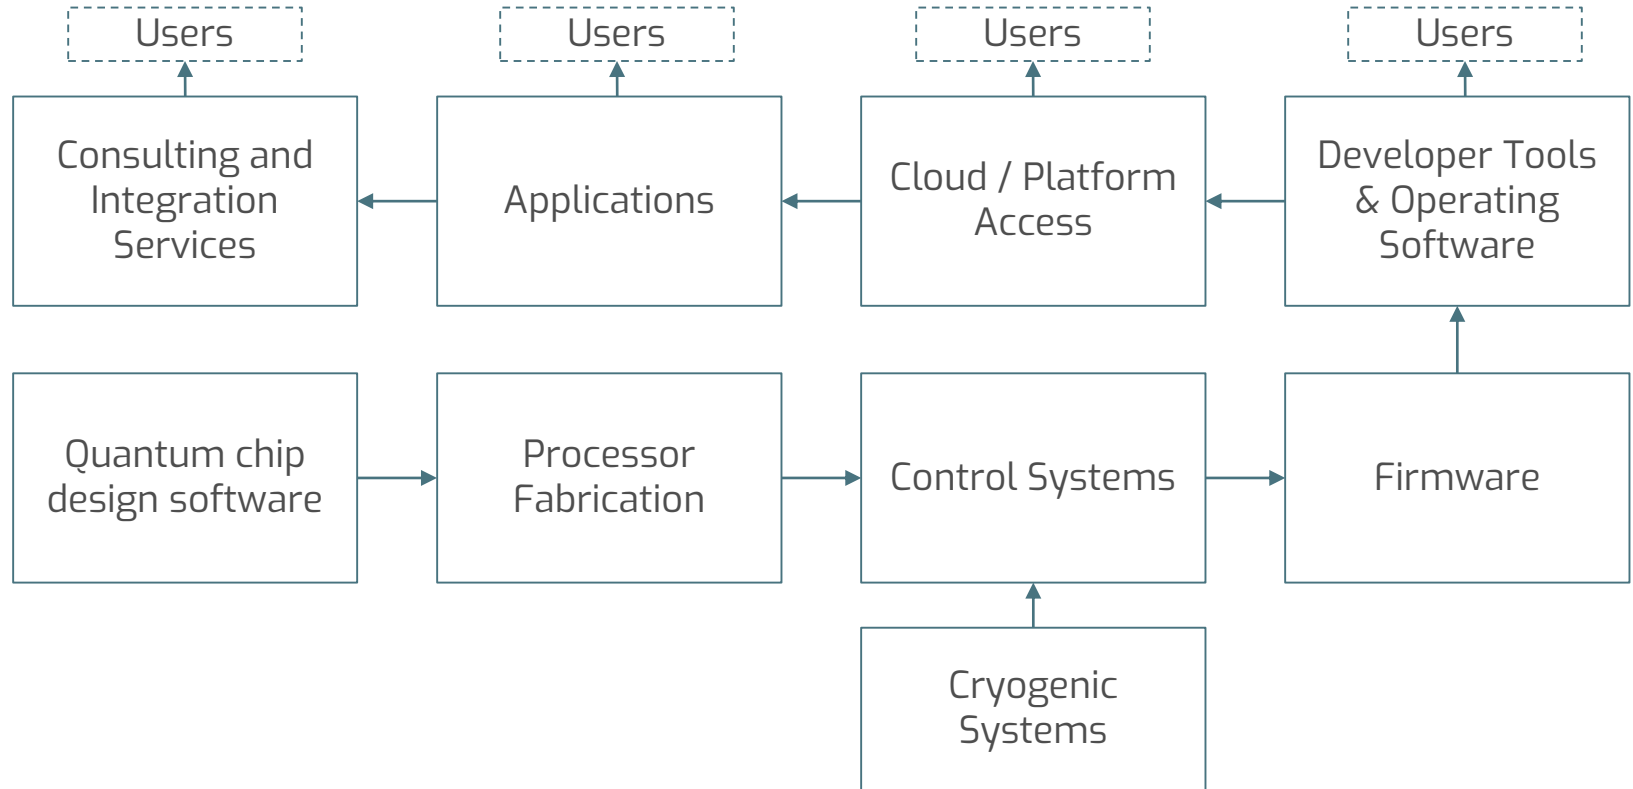 Users
Users
Users
Users
Consulting and
Integration
Services
Applications
Cloud / Platform
Access
Developer Tools
& Operating
Software
Quantum chip
design software
Processor
Fabrication
Control Systems
Firmware
Cryogenic
Systems